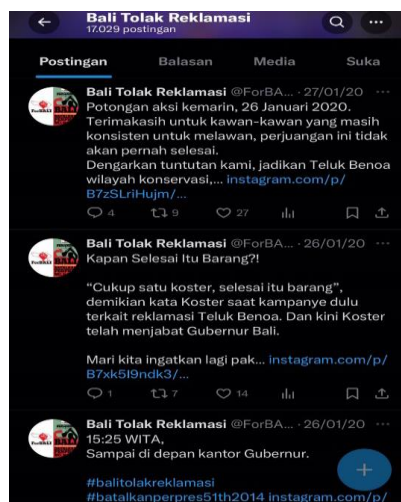 Bali Tolak Reklamasi
17.029 postingan
Postingan Balasan Media Suka
Bali Tolak Reklamasi @ForBA... · 27/01/20
Potongan aksi kemarin, 26 Januari 2020.
Terimakasih untuk kawan-kawan yang masih
konsisten untuk melawan, perjuangan ini tidak
akan pernah selesai.
Dengarkan tuntutan kami, jadikan Teluk Benoa
wilayah konservasi,... instagram.com/p/
B7zSLriHujm/...
4 9 27
Bali Tolak Reklamasi @ForBA... · 26/01/20
Kapan Selesai Itu Barang?!
“Cukup satu koster, selesai itu barang”,
demikian kata Koster saat kampanye dulu
terkait reklamasi Teluk Benoa. Dan kini Koster
telah menjabat Gubernur Bali.
Mari kita ingatkan lagi pak... instagram.com/p/
B7xk5I9ndk3/...
1 7 14
Bali Tolak Reklamasi @ForBA... · 26/01/20
15:25 WITA,
Sampai di depan kantor Gubernur.
#balitolakreklamasi
#batalkanperpres51th2014 instagram.com/p/